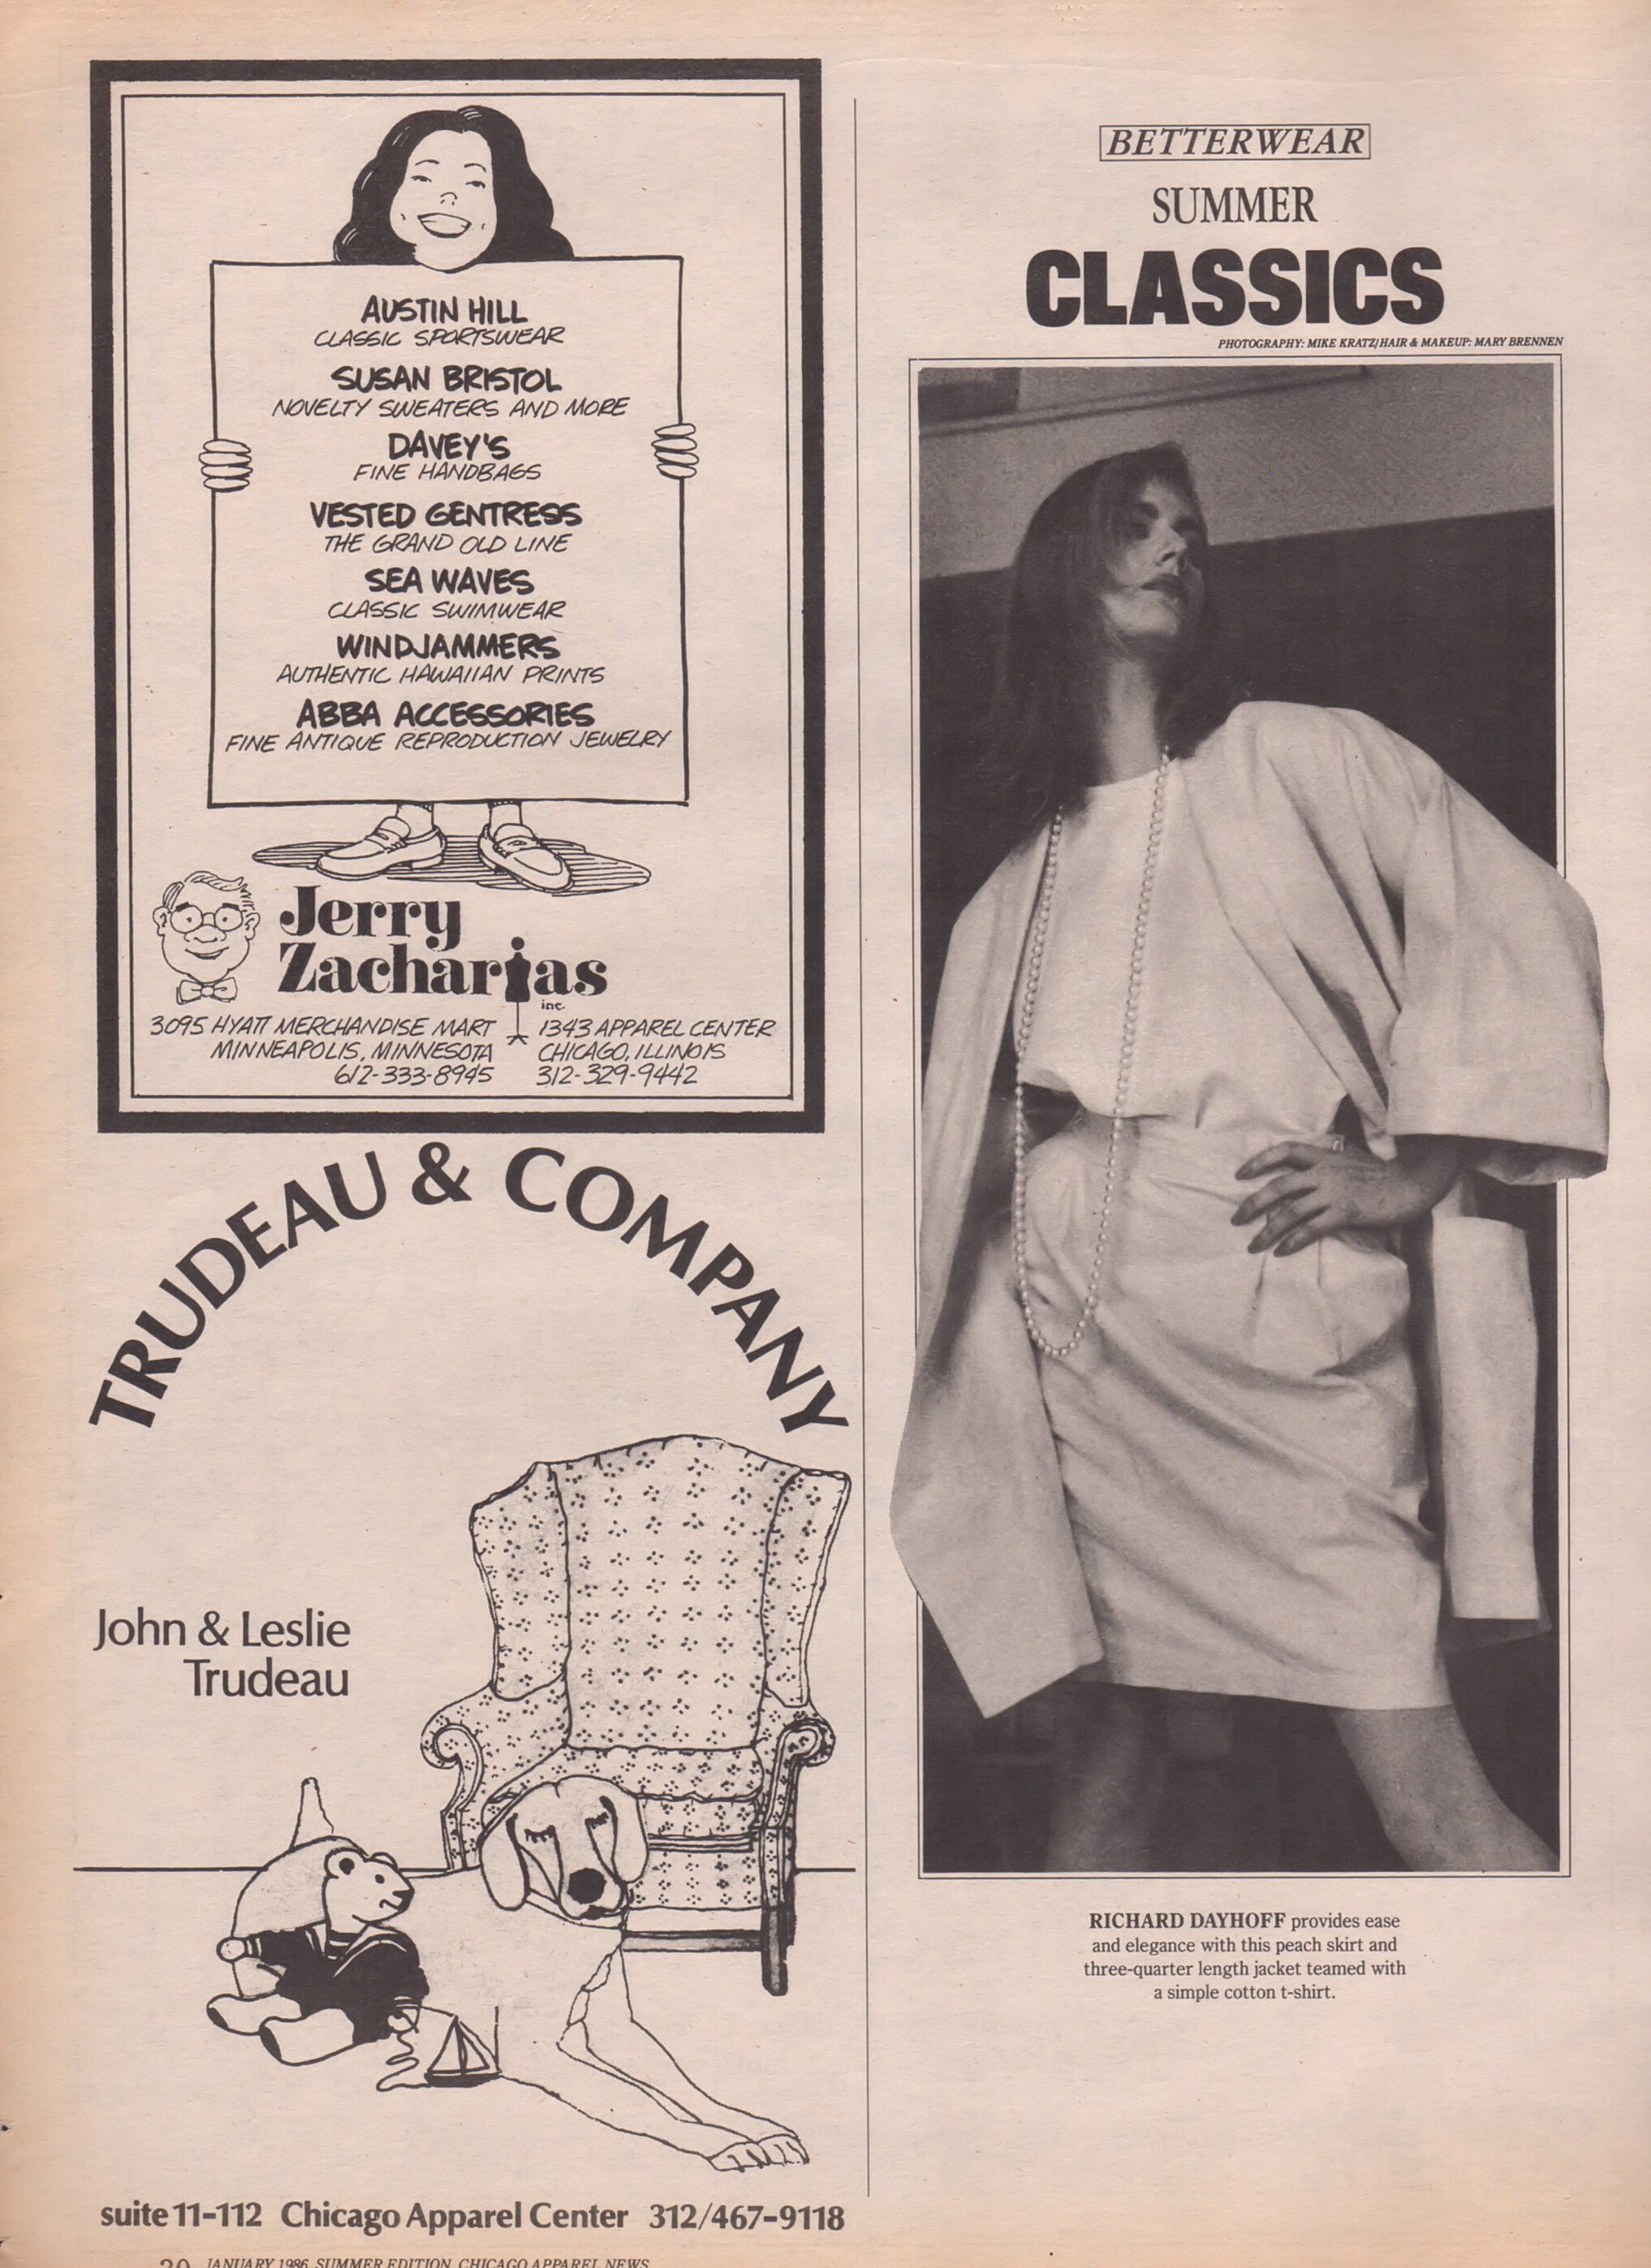 AUSTIN HILL
CLASSIC SPORTSWEAR
SUSAN BRISTOL
NOVELTY SWEATERS AND MORE
DAVEY'S
FINE HANDBAGS
VESTED GENTRESS
THE GRAND OLD LINE
SEA WAVES
CLASSIC SWIMWEAR
WINDJAMMERS
AUTHENTIC HAWAIIAN PRINTS
ABBA ACCESSORIES
FINE ANTIQUE REPRODUCTION JEWELRY
Jerry
Zacharias
inc.
3095 HYATT MERCHANDISE MART
MINNEAPOLIS, MINNESOTA
612-333-8945
1343 APPAREL CENTER
CHICAGO, ILLINOIS
312-329-9442
TRUDEAU & COMPANY
John & Leslie
Trudeau
suite 11-112 Chicago Apparel Center 312/467-9118
BETTERWEAR
SUMMER
CLASSICS
PHOTOGRAPHY: MIKE KRATZ/HAIR & MAKEUP: MARY BRENNEN
RICHARD DAYHOFF provides ease
and elegance with this peach skirt and
three-quarter length jacket teamed with
a simple cotton t-shirt.
JANUARY 1986, SUMMER EDITION, CHICAGO APPAREL NEWS